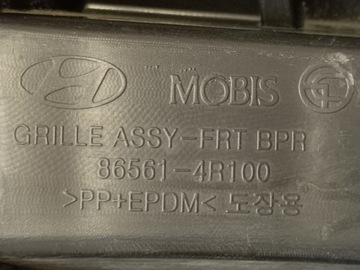 MOBIS
GRILLE ASSY-FRT BPR
86561-4R100
>PP+EPDM< 도장용